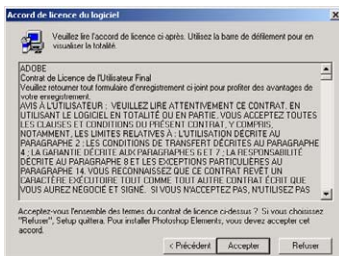 Accord de licence du logiciel
Veuillez lire l'accord de licence ci-après. Utilisez la barre de défilement pour en
visualiser la totalité.
ADOBE
Contrat de Licence de l'Utilisateur Final
Veuillez retourner tout formulaire d'enregistrement ci-joint pour profiter des avantages de
votre enregistrement.
AVIS À L'UTILISATEUR : VEUILLEZ LIRE ATTENTIVEMENT CE CONTRAT. EN
UTILISANT LE LOGICIEL EN TOTALITÉ OU EN PARTIE, VOUS ACCEPTEZ TOUTES
LES CLAUSES ET CONDITIONS DU PRÉSENT CONTRAT, Y COMPRIS,
NOTAMMENT, LES LIMITES RELATIVES À : L'UTILISATION DÉCRITE AU
PARAGRAPHE 2 ; LES CONDITIONS DE TRANSFERT DÉCRITES AU PARAGRAPHE
4 ; LA GARANTIE DÉCRITE AUX PARAGRAPHES 6 ET 7 ; LA RESPONSABILITÉ
DÉCRITE AU PARAGRAPHE 8 ET LES EXCEPTIONS PARTICULIÈRES AU
PARAGRAPHE 14. VOUS RECONNAISSEZ QUE CE CONTRAT REVÊT UN
CARACTÈRE EXÉCUTOIRE TOUT COMME TOUT AUTRE CONTRAT ÉCRIT QUE
VOUS AUREZ NÉGOCIÉ ET SIGNÉ. SI VOUS N'ACCEPTEZ PAS, N'UTILISEZ PAS
Acceptez-vous l'ensemble des termes du contrat de licence ci-dessus ? Si vous choisissez
"Refuser", Setup quittera. Pour installer Photoshop Elements, vous devez accepter cet
accord.
< Précédent Accepter Refuser